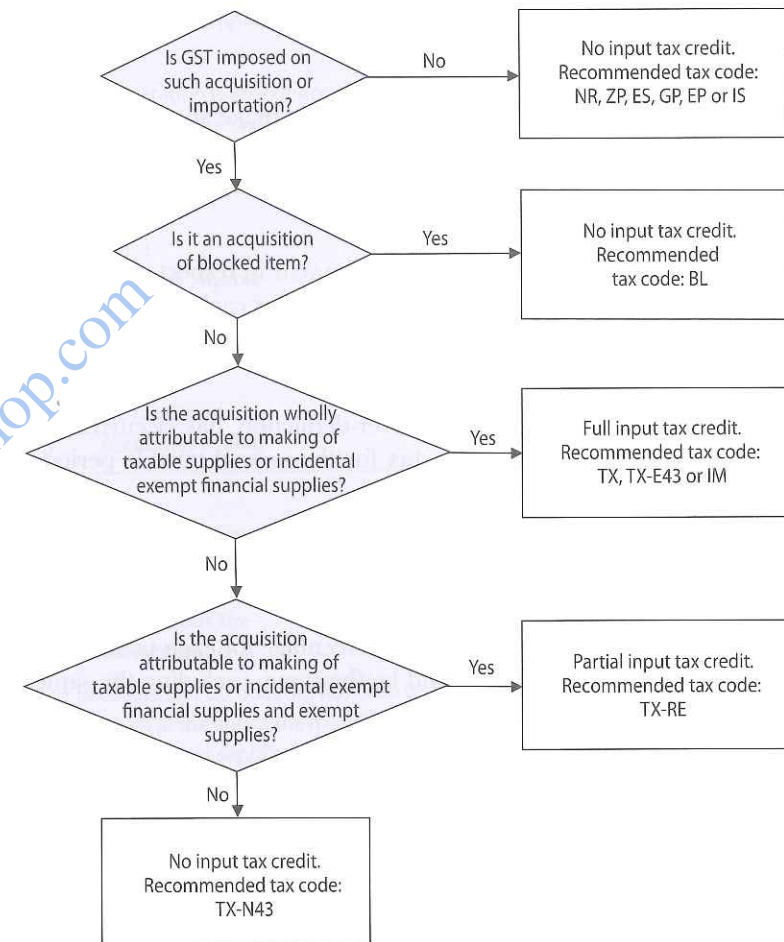 Is GST imposed on
such acquisition or
importation?
No
No input tax credit.
Recommended tax code:
NR, ZP, ES, GP, EP or IS
Yes
Is it an acquisition
of blocked item?
Yes
No input tax credit.
Recommended
tax code: BL
No
Is the acquisition wholly
attributable to making of
taxable supplies or incidental
exempt financial supplies?
Yes
Full input tax credit.
Recommended tax code:
TX, TX-E43 or IM
No
Is the acquisition
attributable to making of
taxable supplies or incidental exempt
financial supplies and exempt
supplies?
Yes
Partial input tax credit.
Recommended tax code:
TX-RE
No
No input tax credit.
Recommended tax code:
TX-N43
op.com